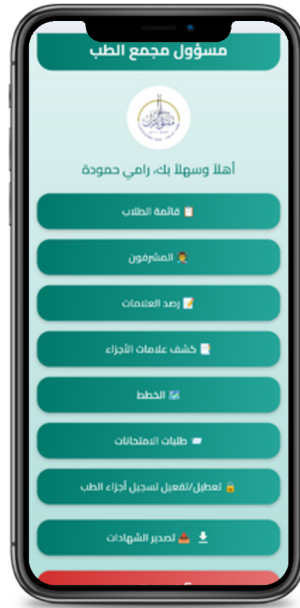 مسؤول مجمع الطب
أهلاً وسهلاً بك، رامي حمودة
قائمة الطلاب
المشرفون
رصد العلامات
كشف علامات الأجزاء
الخطط
طلبات الامتحانات
تعطيل/تفعيل تسجيل أجزاء الطب
تصدير الشهادات